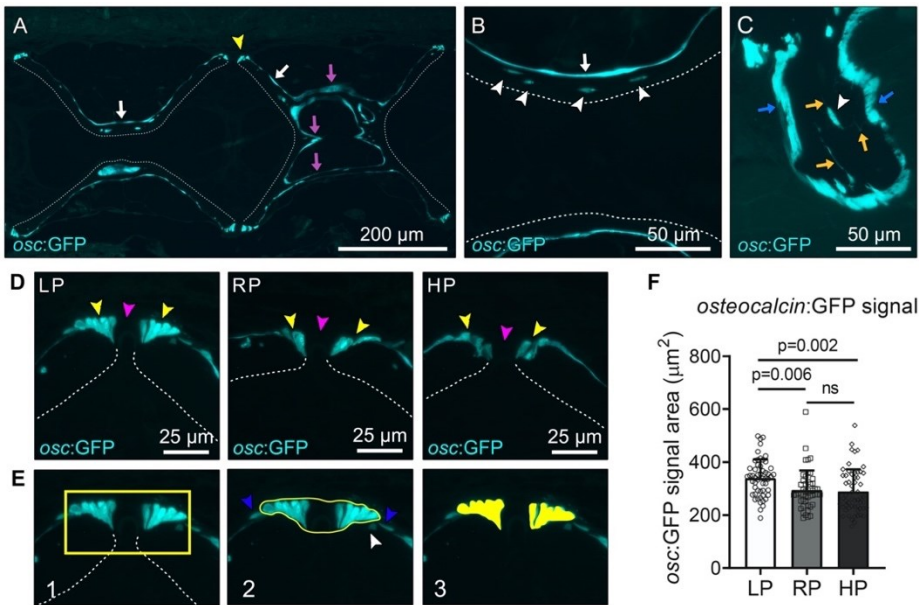 A
osc:GFP
200 µm
B
osc:GFP
50 µm
C
osc:GFP
50 µm
D
LP
osc:GFP
25 µm
RP
osc:GFP
25 µm
HP
osc:GFP
25 µm
E
1
2
3
F
osteocalcin:GFP signal
p=0.002
p=0.006
ns
osc:GFP signal area (µm²)
800
600
400
200
0
LP RP HP